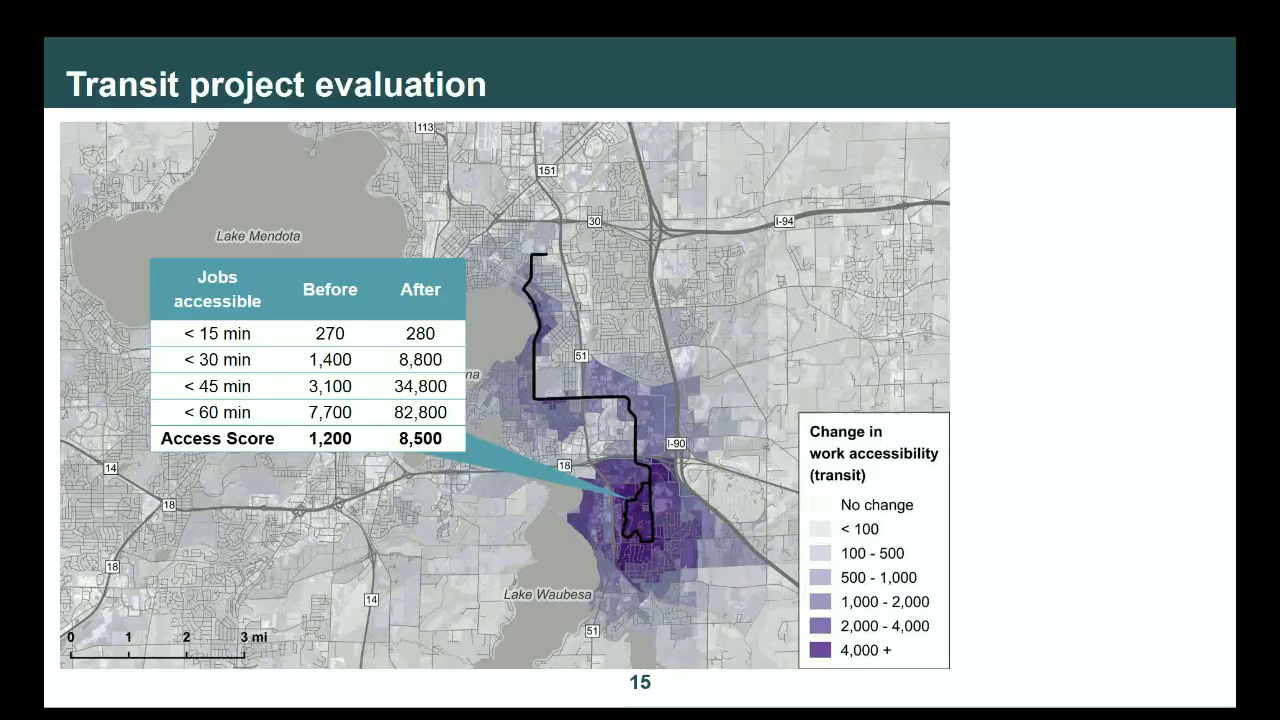 Transit project evaluation
113
151
30
I-94
Lake Mendota
Jobs accessible Before After
< 15 min 270 280
< 30 min 1,400 8,800
< 45 min 3,100 34,800
< 60 min 7,700 82,800
Access Score 1,200 8,500
51
na
I-90
18
14
18
18
14
Lake Waubesa
51
0 1 2 3 mi
Change in
work accessibility
(transit)
No change
< 100
100 - 500
500 - 1,000
1,000 - 2,000
2,000 - 4,000
4,000 +
15